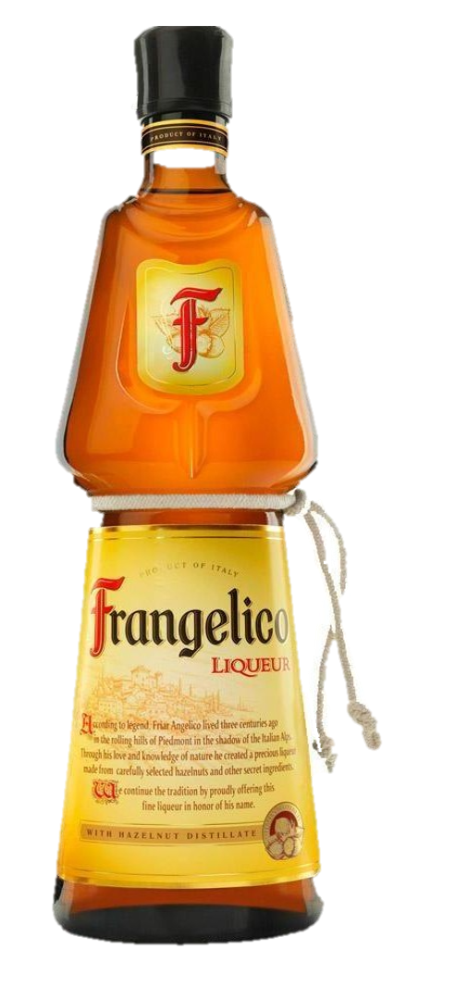 PRODUCT OF ITALY
F
PRODUCT OF ITALY
Frangelico
LIQUEUR
According to legend, Friar Angelico lived three centuries ago
in the rolling hills of Piedmont in the shadow of the Italian Alps.
Through his love and knowledge of nature he created a precious liqueur
made from carefully selected hazelnuts and other secret ingredients.
We continue the tradition by proudly offering this
fine liqueur in honor of his name.
WITH HAZELNUT DISTILLATE